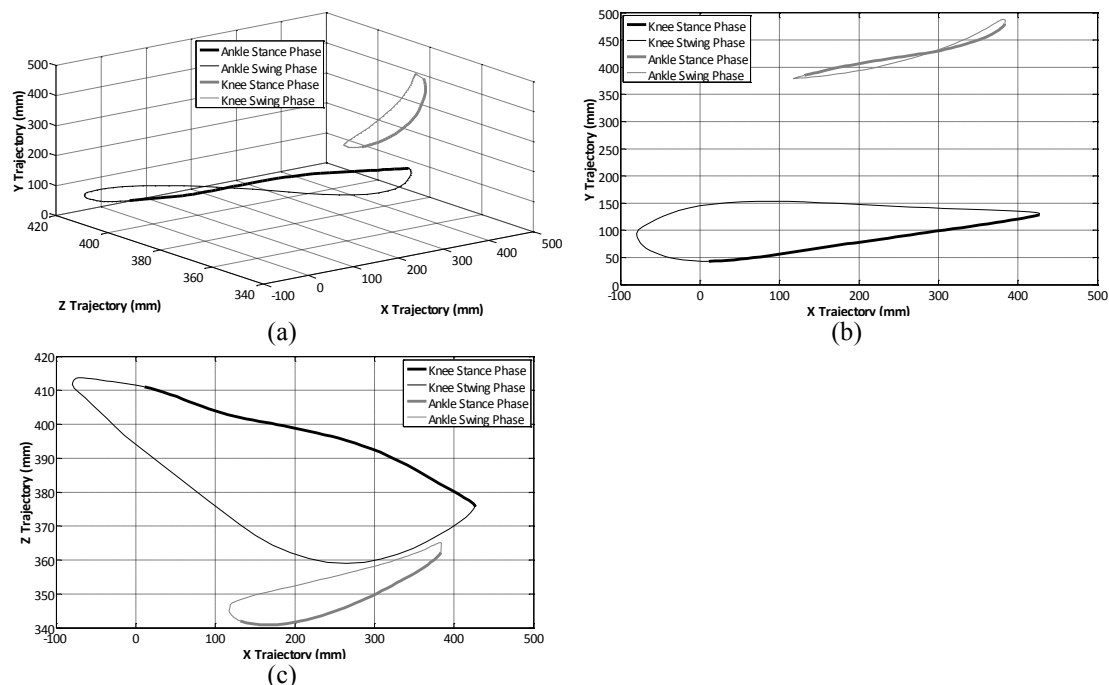 Ankle Stance Phase
Ankle Swing Phase
Knee Stance Phase
Knee Swing Phase
500
400
300
200
100
0
Y Trajectory (mm)
420
400
380
360
340
Z Trajectory (mm)
-100
0
100
200
300
400
500
X Trajectory (mm)
(a)
Knee Stance Phase
Knee Stwing Phase
Ankle Stance Phase
Ankle Swing Phase
500
450
400
350
300
250
200
150
100
50
0
Y Trajectory (mm)
-100
0
100
200
300
400
500
X Trajectory (mm)
(b)
Knee Stance Phase
Knee Stwing Phase
Ankle Stance Phase
Ankle Swing Phase
420
410
400
390
380
370
360
350
340
Z Trajectory (mm)
-100
0
100
200
300
400
500
X Trajectory (mm)
(c)